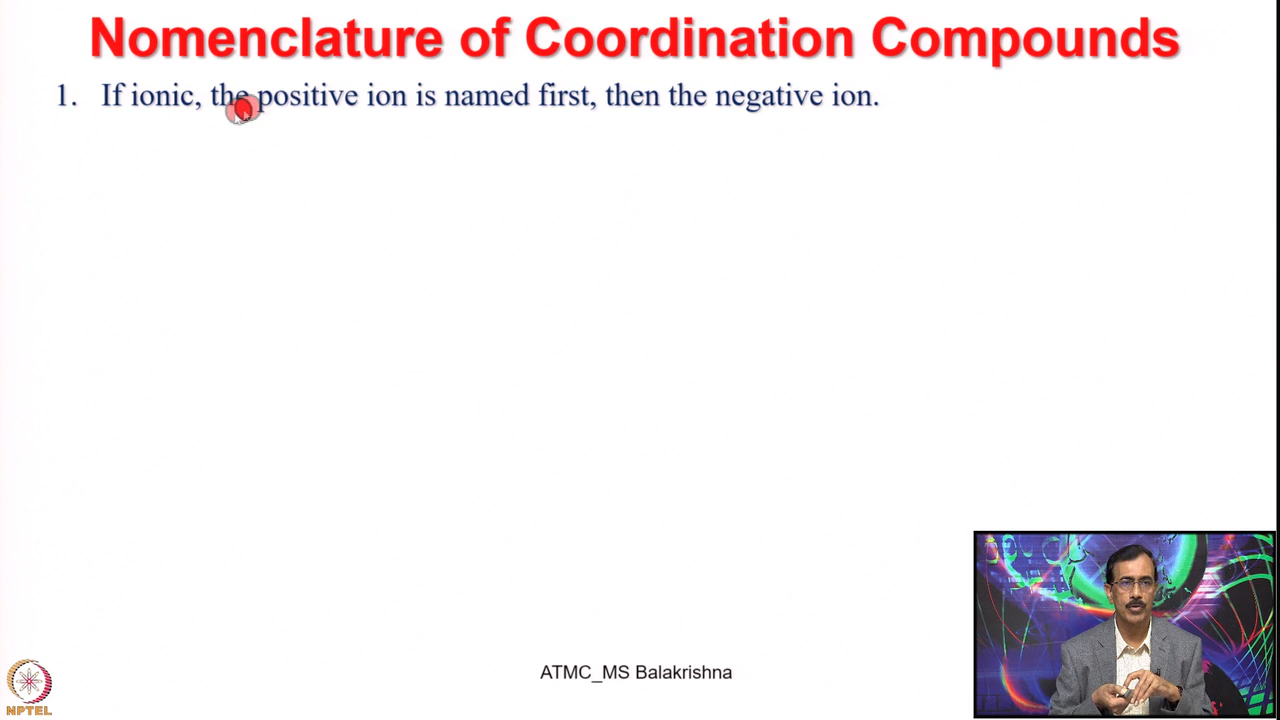 Nomenclature of Coordination Compounds
1. If ionic, the positive ion is named first, then the negative ion.
ATMC_MS Balakrishna
NPTEL